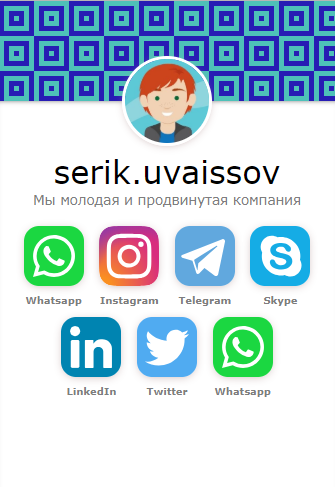 serik.uvaissov
Мы молодая и продвинутая компания
Whatsapp Instagram Telegram Skype
LinkedIn Twitter Whatsapp